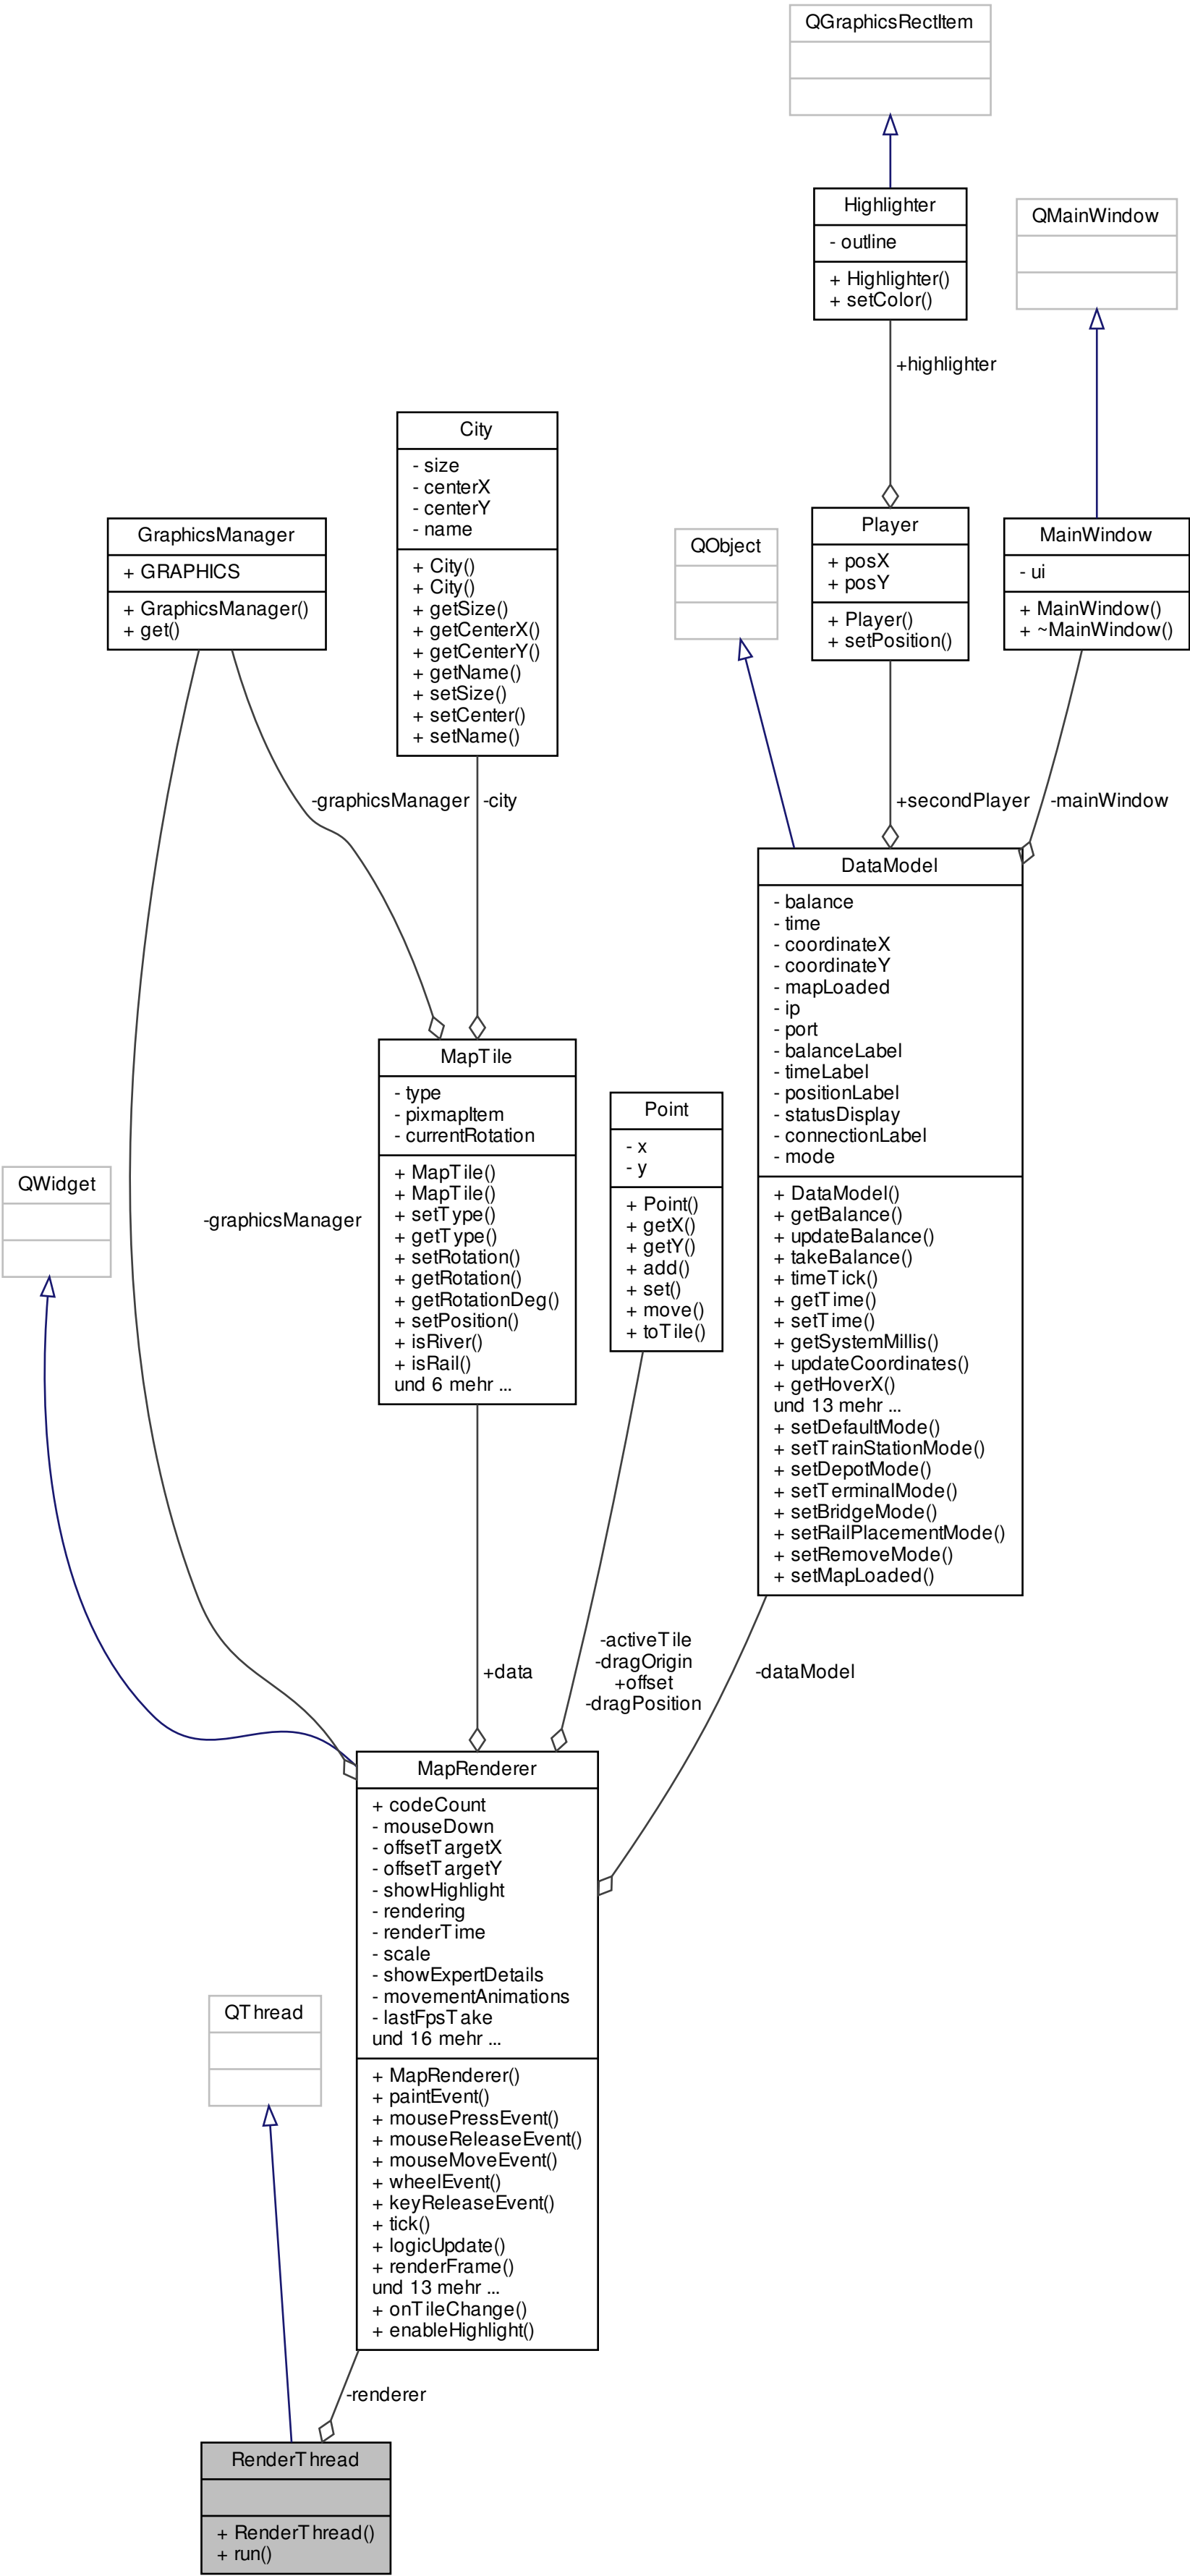 QGraphicsRectItem
Highlighter
- outline
+ Highlighter()
+ setColor()
QMainWindow
+highlighter
City
- size
- centerX
- centerY
- name
+ City()
+ City()
+ getSize()
+ getCenterX()
+ getCenterY()
+ getName()
+ setSize()
+ setCenter()
+ setName()
GraphicsManager
+ GRAPHICS
+ GraphicsManager()
+ get()
QObject
Player
+ posX
+ posY
+ Player()
+ setPosition()
MainWindow
- ui
+ MainWindow()
+ ~MainWindow()
-graphicsManager
-city
+secondPlayer
-mainWindow
DataModel
- balance
- time
- coordinateX
- coordinateY
- mapLoaded
- ip
- port
- balanceLabel
- timeLabel
- positionLabel
- statusDisplay
- connectionLabel
- mode
+ DataModel()
+ getBalance()
+ updateBalance()
+ takeBalance()
+ timeTick()
+ getTime()
+ setTime()
+ getSystemMillis()
+ updateCoordinates()
+ getHoverX()
und 13 mehr ...
+ setDefaultMode()
+ setTrainStationMode()
+ setDepotMode()
+ setTerminalMode()
+ setBridgeMode()
+ setRailPlacementMode()
+ setRemoveMode()
+ setMapLoaded()
MapTile
- type
- pixmapItem
- currentRotation
+ MapTile()
+ MapTile()
+ setType()
+ getType()
+ setRotation()
+ getRotation()
+ getRotationDeg()
+ setPosition()
+ isRiver()
+ isRail()
und 6 mehr ...
Point
- x
- y
+ Point()
+ getX()
+ getY()
+ add()
+ set()
+ move()
+ toTile()
QWidget
-graphicsManager
+data
-activeTile
-dragOrigin
+offset
-dragPosition
-dataModel
MapRenderer
+ codeCount
- mouseDown
- offsetTargetX
- offsetTargetY
- showHighlight
- rendering
- renderTime
- scale
- showExpertDetails
- movementAnimations
- lastFpsTake
und 16 mehr ...
+ MapRenderer()
+ paintEvent()
+ mousePressEvent()
+ mouseReleaseEvent()
+ mouseMoveEvent()
+ wheelEvent()
+ keyReleaseEvent()
+ tick()
+ logicUpdate()
+ renderFrame()
und 13 mehr ...
+ onTileChange()
+ enableHighlight()
QThread
-renderer
RenderThread
+ RenderThread()
+ run()